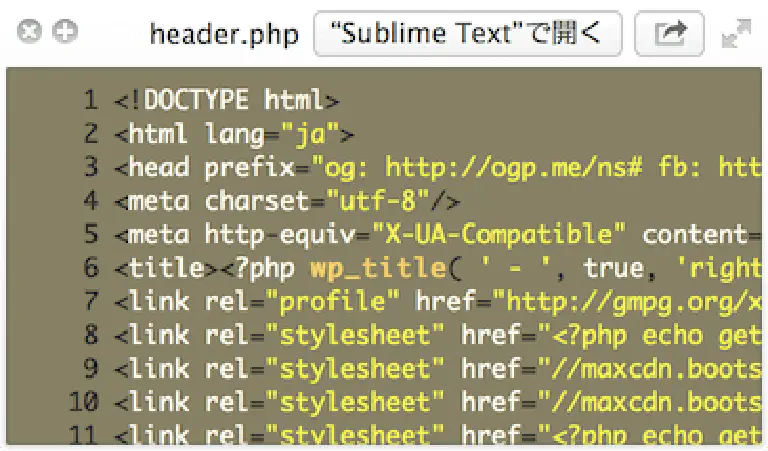 header.php “Sublime Text”で開く
1 <!DOCTYPE html>
2 <html lang="ja">
3 <head prefix="og: http://ogp.me/ns# fb: htt
4 <meta charset="utf-8"/>
5 <meta http-equiv="X-UA-Compatible" content=
6 <title><?php wp_title( ' - ', true, 'right
7 <link rel="profile" href="http://gmpg.org/x
8 <link rel="stylesheet" href="<?php echo get
9 <link rel="stylesheet" href="//maxcdn.boots
10 <link rel="stylesheet" href="//maxcdn.boots
11 <link rel="stylesheet" href="<?php echo get